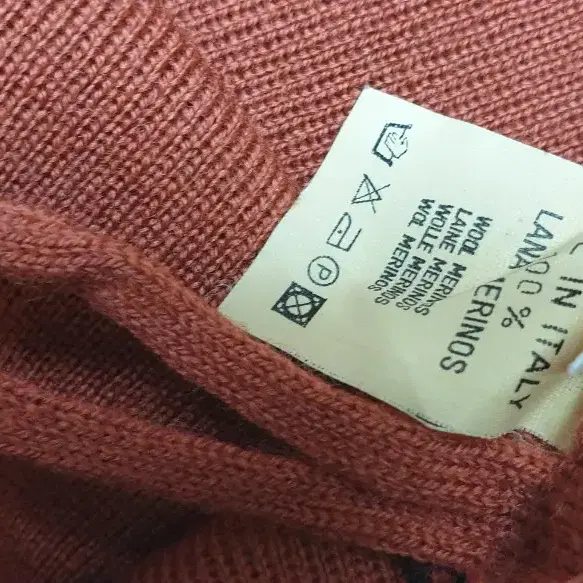 IN ITALY
00 %
LANA MERINOS
WOOL MERINOS
LAINE MERINOS
WOLLE MERINOS
WOL MERINOS
P